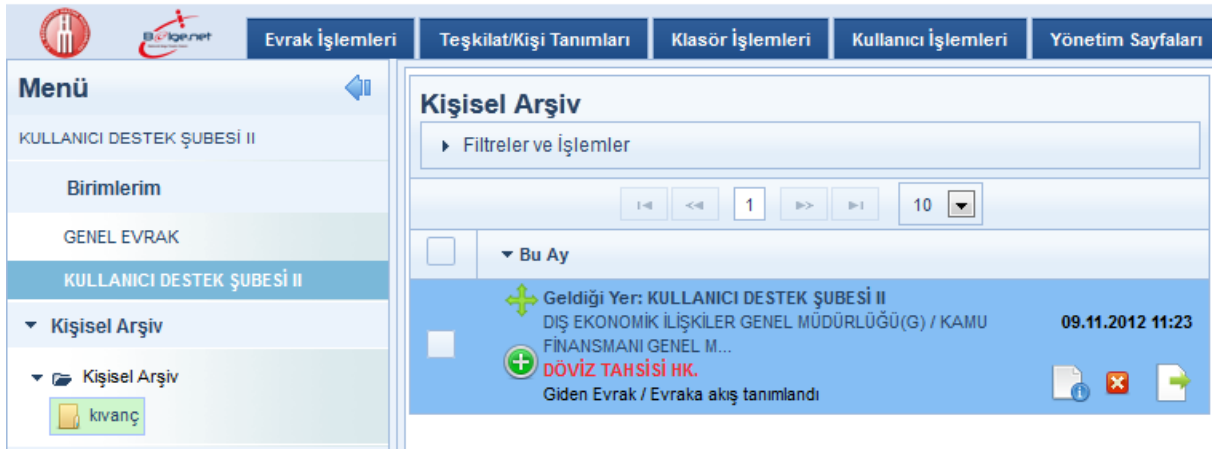 Belge.net
Evrak İşlemleri
Teşkilat/Kişi Tanımları
Klasör İşlemleri
Kullanıcı İşlemleri
Yönetim Sayfaları
Menü
KULLANICI DESTEK ŞUBESİ II
Birimlerim
GENEL EVRAK
KULLANICI DESTEK ŞUBESİ II
Kişisel Arşiv
Kişisel Arşiv
kıvanç
Kişisel Arşiv
Filtreler ve İşlemler
1
10
Bu Ay
Geldiği Yer: KULLANICI DESTEK ŞUBESİ II
DIŞ EKONOMİK İLİŞKİLER GENEL MÜDÜRLÜĞÜ(G) / KAMU
FİNANSMANI GENEL M...
DÖVİZ TAHSİSİ HK.
Giden Evrak / Evraka akış tanımlandı
09.11.2012 11:23